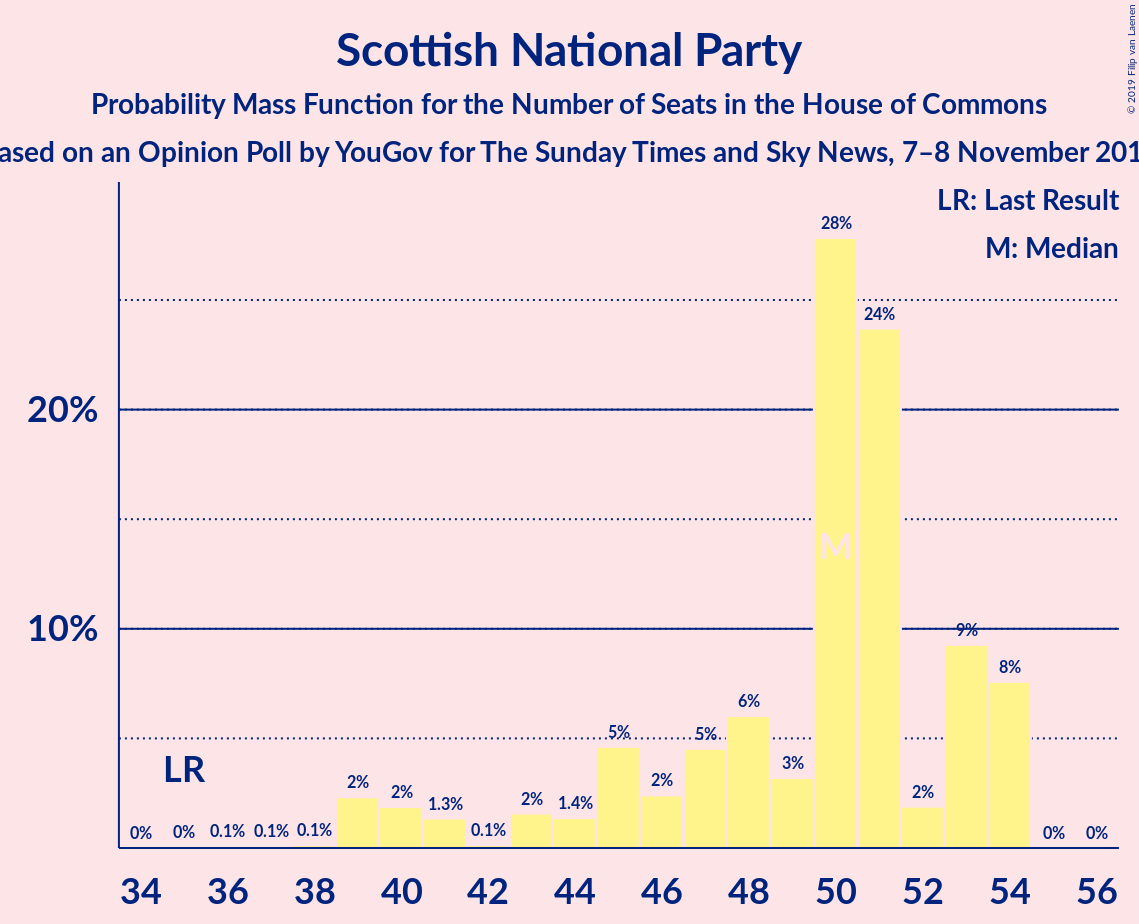 Scottish National Party
Probability Mass Function for the Number of Seats in the House of Commons
ased on an Opinion Poll by YouGov for The Sunday Times and Sky News, 7–8 November 201
© 2019 Filip van Laenen
LR: Last Result
M: Median
20%
10%
LR
M
0%
0%
0.1%
0.1%
0.1%
2%
2%
1.3%
0.1%
2%
1.4%
5%
2%
5%
6%
3%
28%
24%
2%
9%
8%
0%
0%
34 36 38 40 42 44 46 48 50 52 54 56